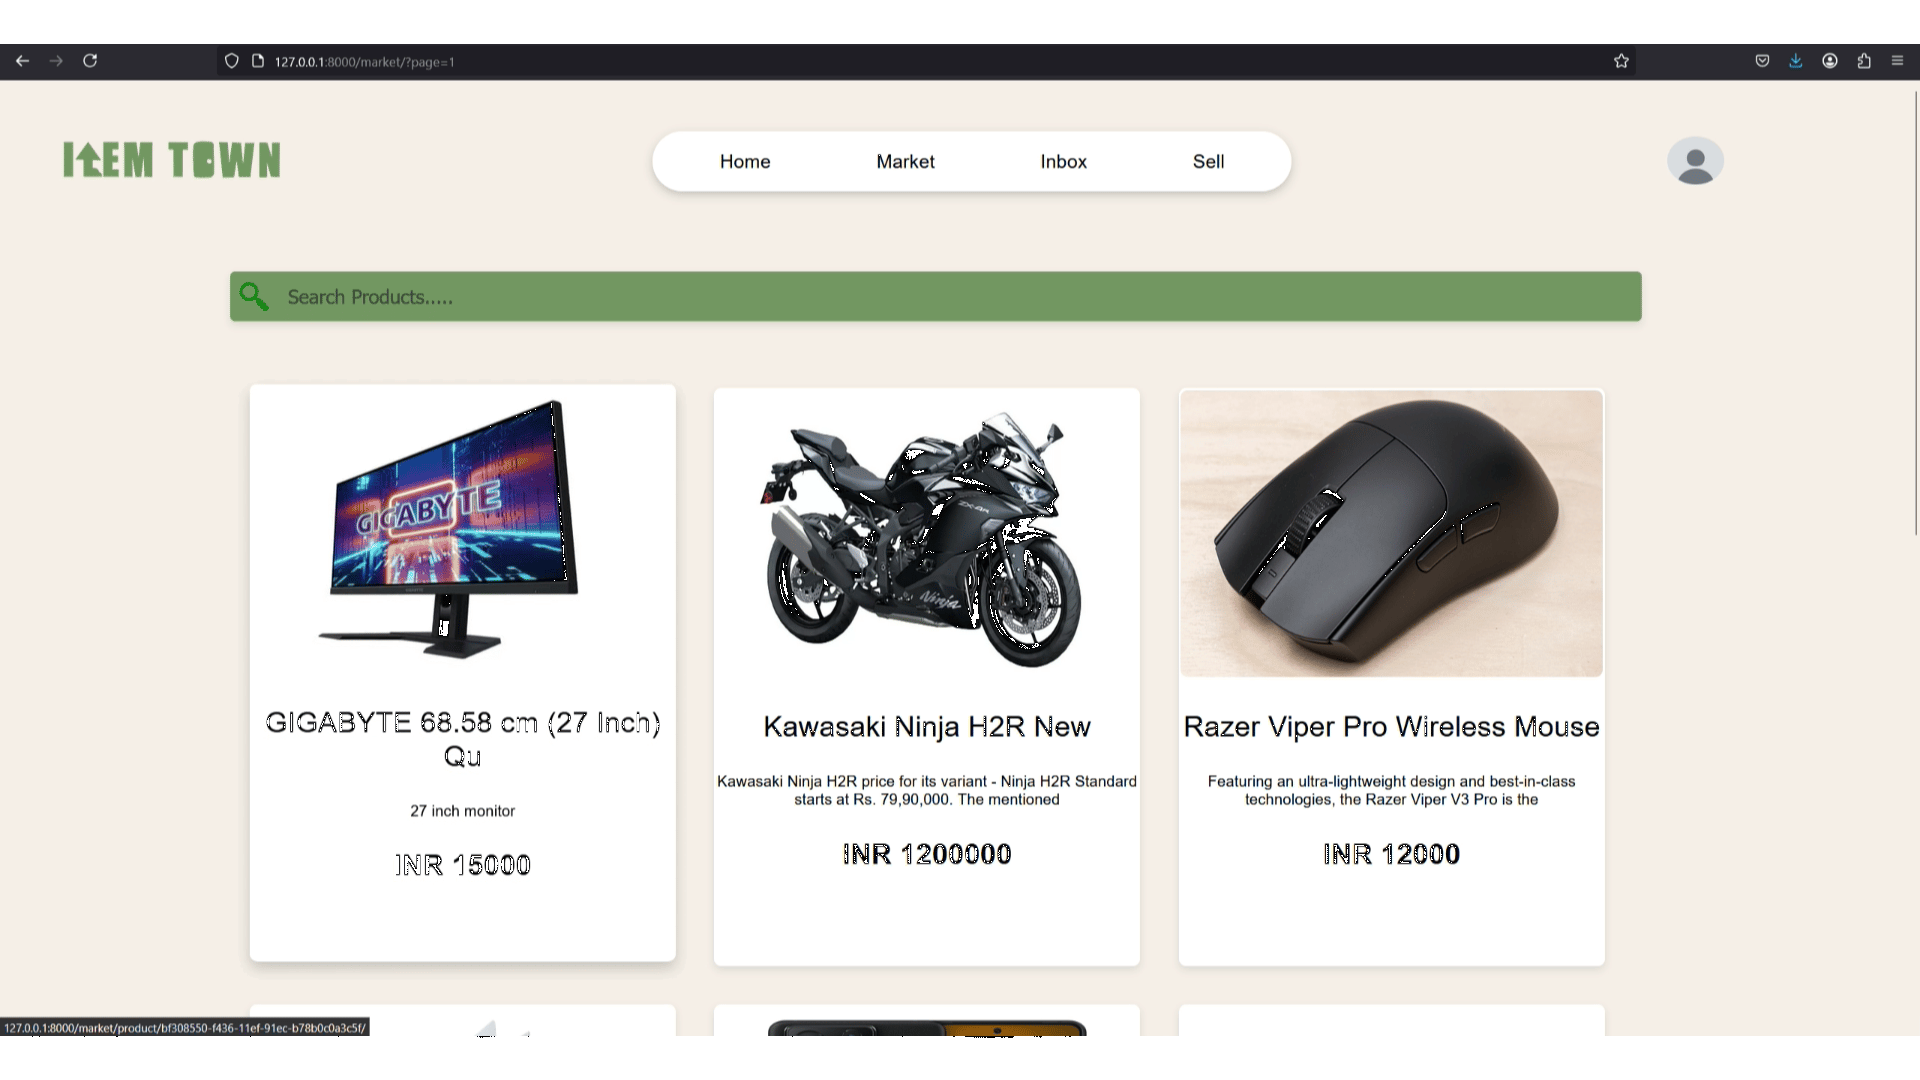 127.0.0.1:8000/market/?page=1
ITEM TOWN
Home Market Inbox Sell
Search Products.....
GIGABYTE
ZX-4R
Ninja
GIGABYTE 68.58 cm (27 Inch)
Qu
27 inch monitor
INR 15000
Kawasaki Ninja H2R New
Kawasaki Ninja H2R price for its variant - Ninja H2R Standard
starts at Rs. 79,90,000. The mentioned
INR 1200000
Razer Viper Pro Wireless Mouse
Featuring an ultra-lightweight design and best-in-class
technologies, the Razer Viper V3 Pro is the
INR 12000
127.0.0.1:8000/market/product/bf308550-f436-11ef-91ec-b78b0c0a3c5f/